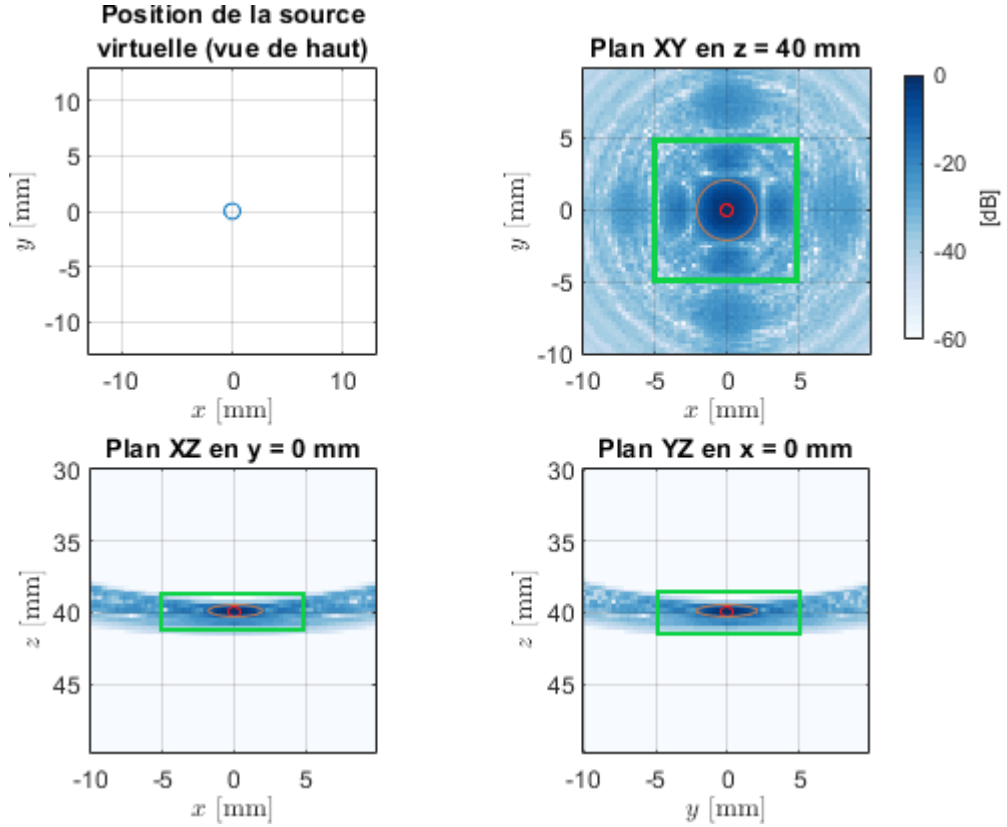 Position de la source
virtuelle (vue de haut)
10
5
0
-5
-10
y [mm]
-10
0
10
x [mm]
Plan XY en z = 40 mm
5
0
-5
-10
y [mm]
-10
-5
0
5
x [mm]
0
-20
-40
-60
[dB]
Plan XZ en y = 0 mm
30
35
40
45
z [mm]
-10
-5
0
5
x [mm]
Plan YZ en x = 0 mm
30
35
40
45
z [mm]
-10
-5
0
5
y [mm]